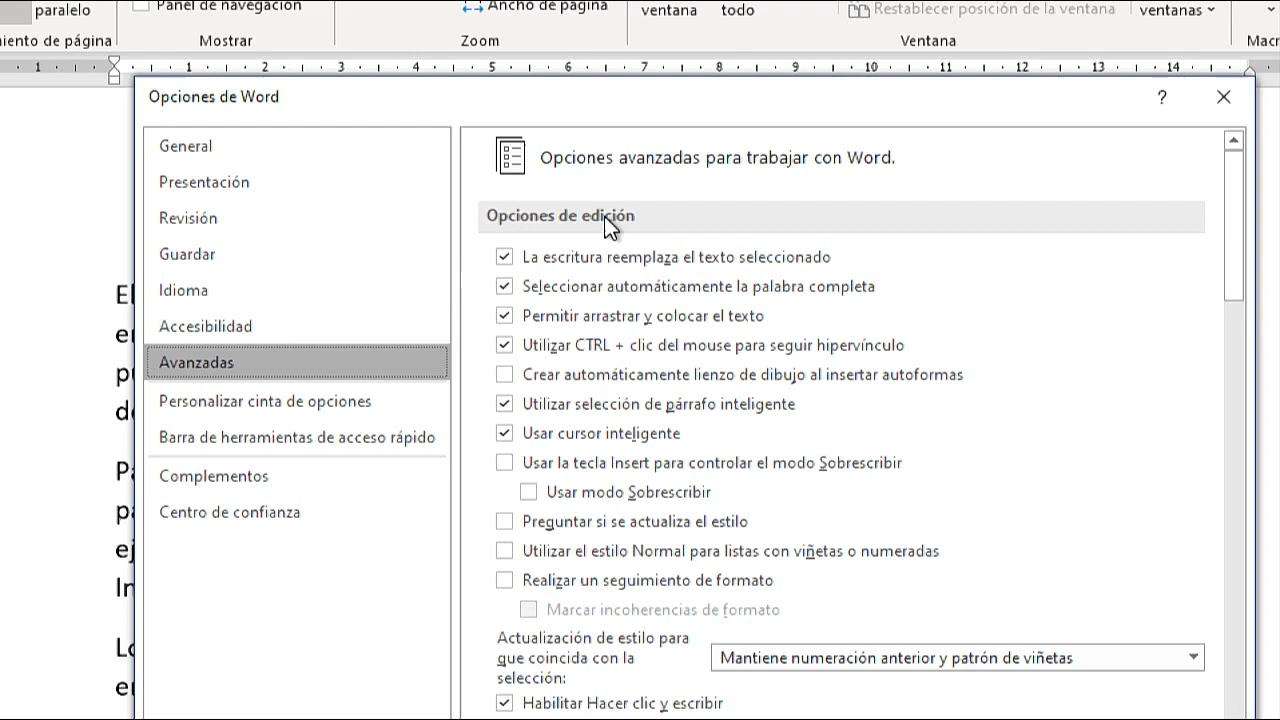 paralelo
Panel de navegación
Ancho de página
ventana
todo
Restablecer posición de la ventana
ventanas
iento de página
Mostrar
Zoom
Ventana
Macr
1 1 2 3 4 5 6 7 8 9 10 11 12 13 14
Opciones de Word
?
General
Presentación
Revisión
Guardar
Idioma
Accesibilidad
Avanzadas
Personalizar cinta de opciones
Barra de herramientas de acceso rápido
Complementos
Centro de confianza
Opciones avanzadas para trabajar con Word.
Opciones de edición
La escritura reemplaza el texto seleccionado
Seleccionar automáticamente la palabra completa
Permitir arrastrar y colocar el texto
Utilizar CTRL + clic del mouse para seguir hipervínculo
Crear automáticamente lienzo de dibujo al insertar autoformas
Utilizar selección de párrafo inteligente
Usar cursor inteligente
Usar la tecla Insert para controlar el modo Sobrescribir
Usar modo Sobrescribir
Preguntar si se actualiza el estilo
Utilizar el estilo Normal para listas con viñetas o numeradas
Realizar un seguimiento de formato
Marcar incoherencias de formato
Actualización de estilo para
que coincida con la
selección:
Mantiene numeración anterior y patrón de viñetas
Habilitar Hacer clic y escribir